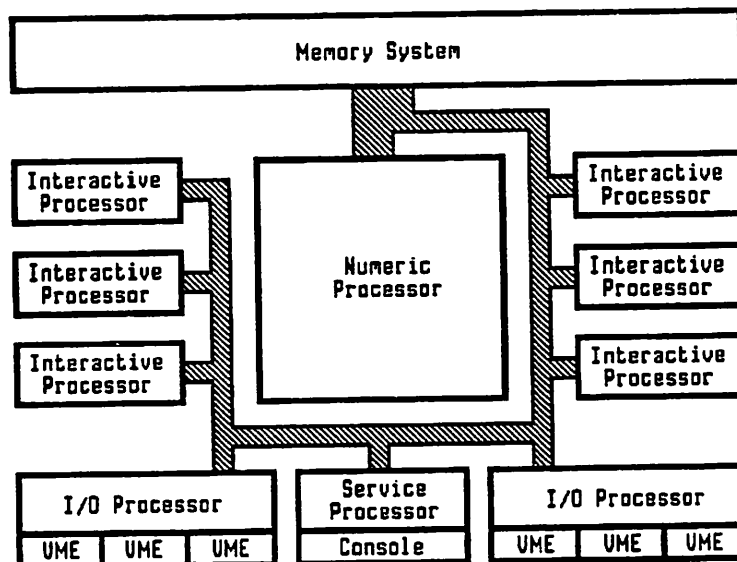 Memory System
Interactive
Processor
Interactive
Processor
Interactive
Processor
Numeric
Processor
Interactive
Processor
Interactive
Processor
Interactive
Processor
I/O Processor
VME VME VME
Service
Processor
Console
I/O Processor
VME VME VME